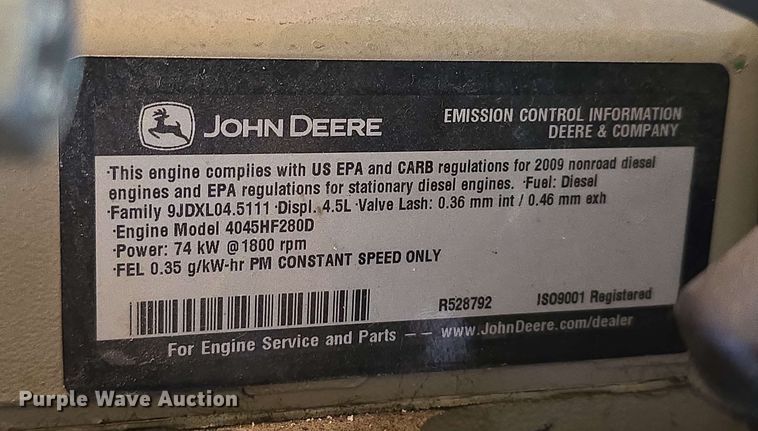 JOHN DEERE
EMISSION CONTROL INFORMATION
DEERE & COMPANY
·This engine complies with US EPA and CARB regulations for 2009 nonroad diesel
engines and EPA regulations for stationary diesel engines. ·Fuel: Diesel
·Family 9JDXL04.5111 ·Displ. 4.5L ·Valve Lash: 0.36 mm int / 0.46 mm exh
·Engine Model 4045HF280D
·Power: 74 kW @1800 rpm
·FEL 0.35 g/kW-hr PM CONSTANT SPEED ONLY
R528792 ISO9001 Registered
For Engine Service and Parts –– www.JohnDeere.com/dealer
Purple Wave Auction